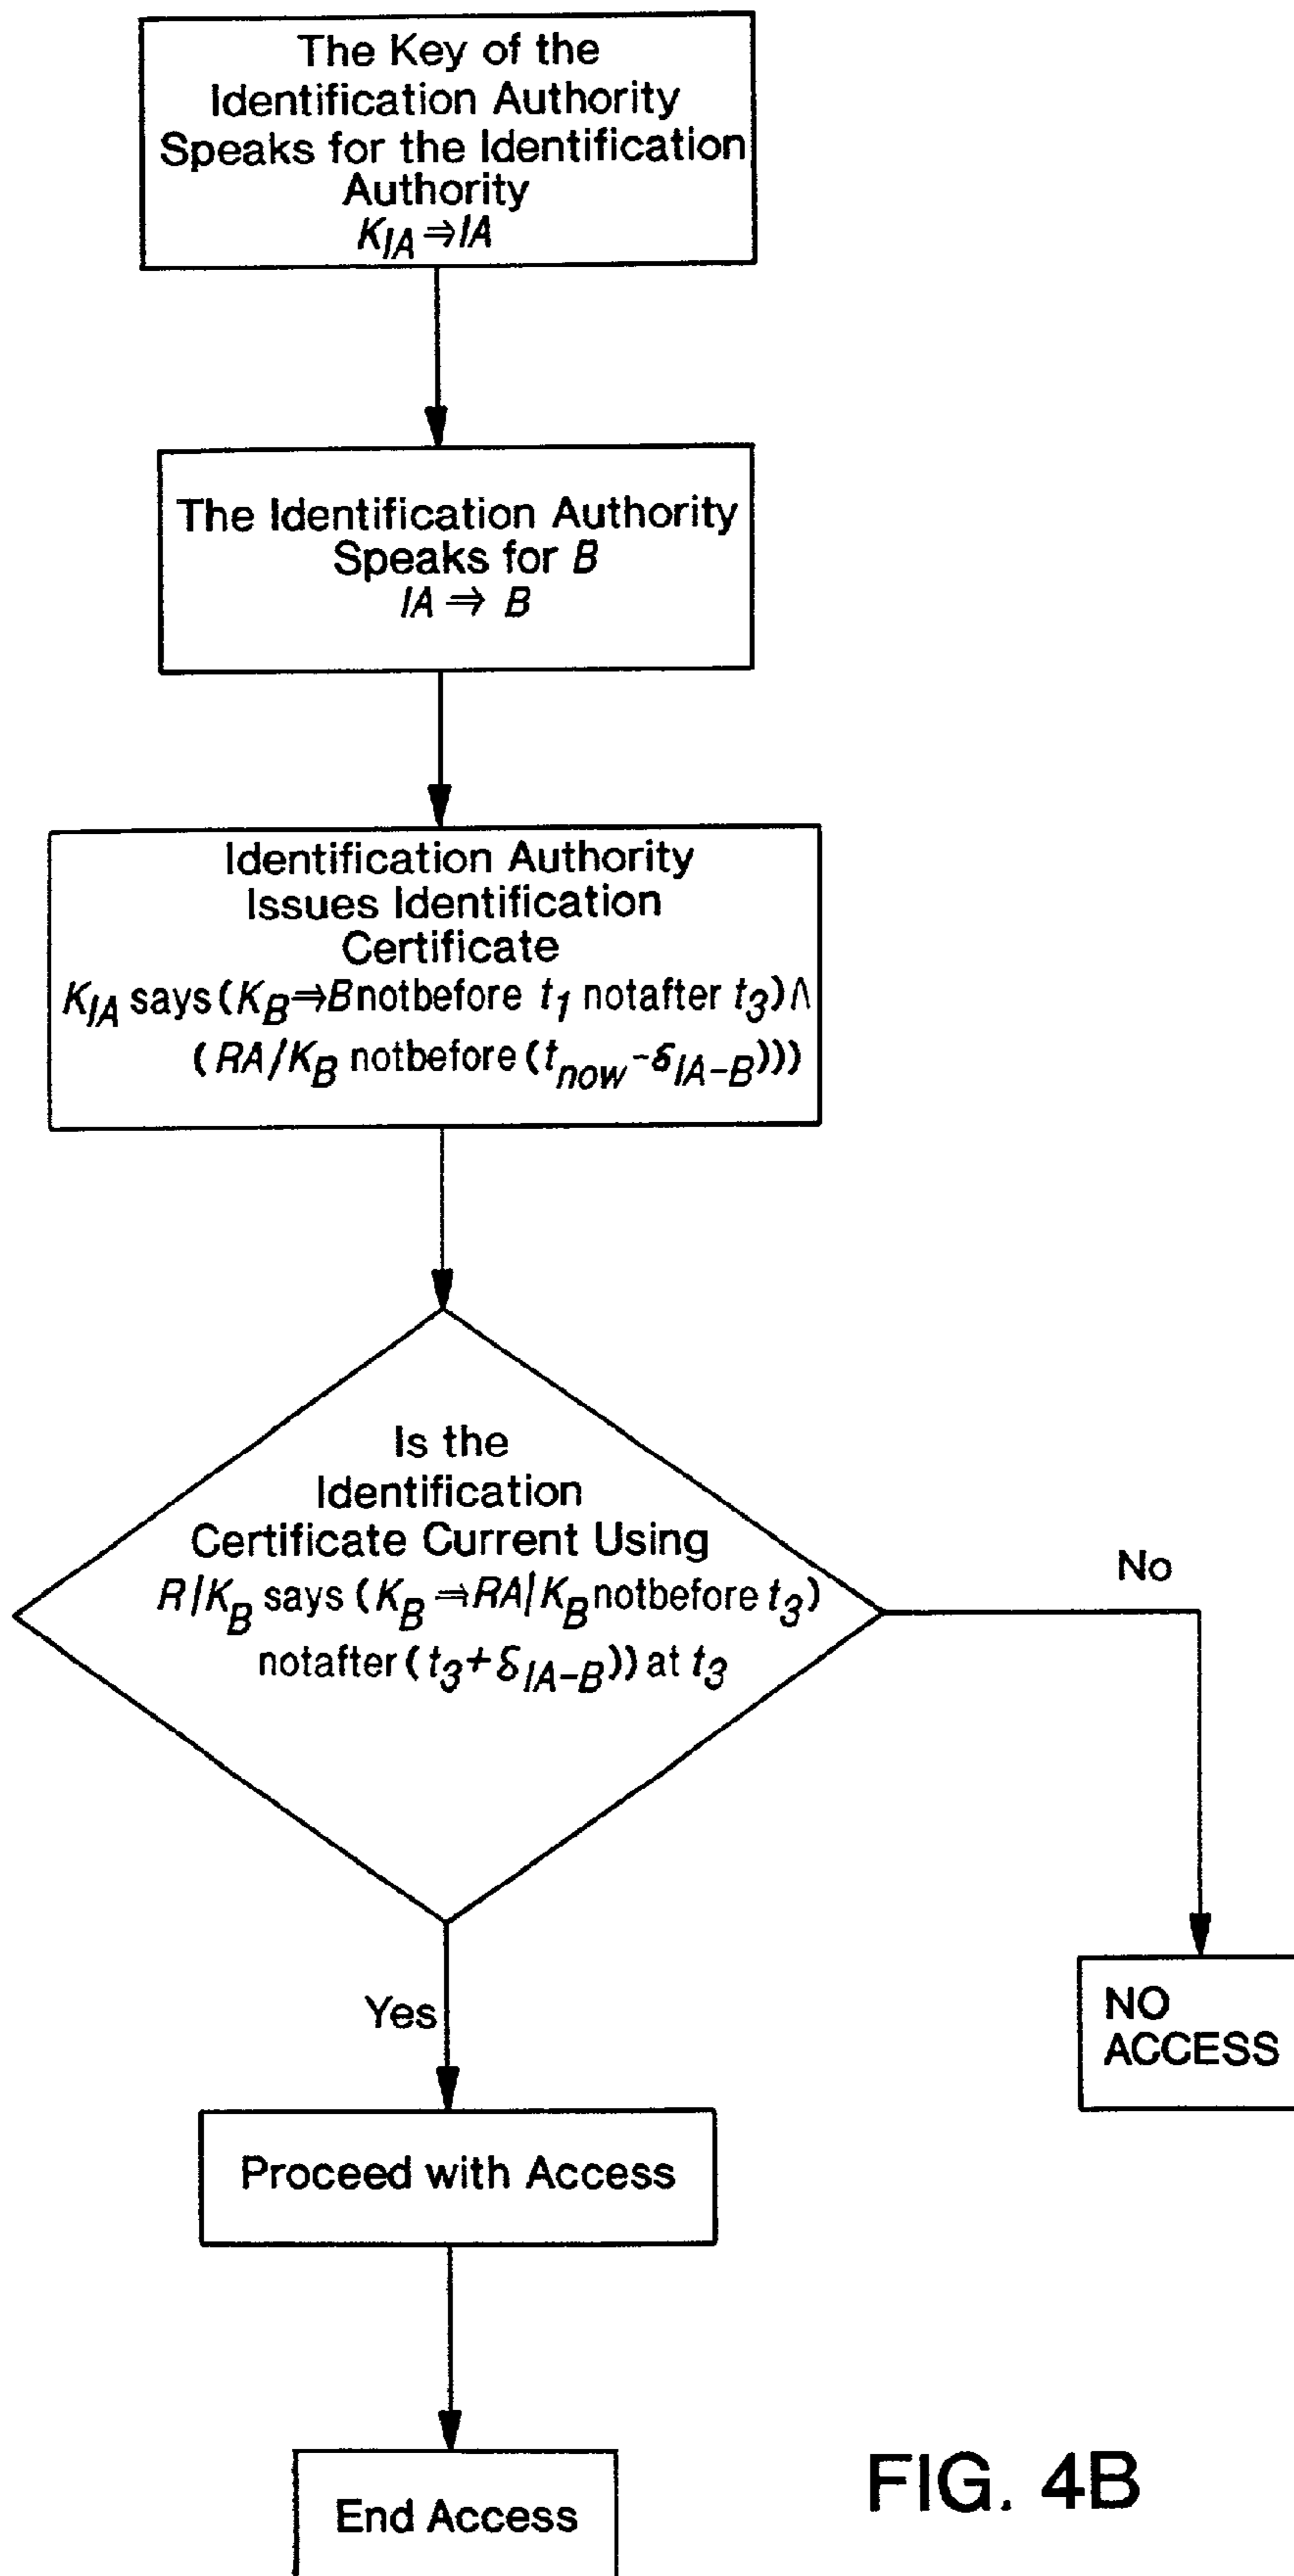 The Key of the
Identification Authority
Speaks for the Identification
Authority
K_IA ⇒ IA
The Identification Authority
Speaks for B
IA ⇒ B
Identification Authority
Issues Identification
Certificate
K_IA says (K_B ⇒ B notbefore t_1 notafter t_3) ∧
(RA/K_B notbefore (t_now - δ_IA-B)))
Is the
Identification
Certificate Current Using
R/K_B says (K_B ⇒ RA/K_B notbefore t_3)
notafter (t_3 + δ_IA-B)) at t_3
No
Yes
NO
ACCESS
Proceed with Access
End Access
FIG. 4B